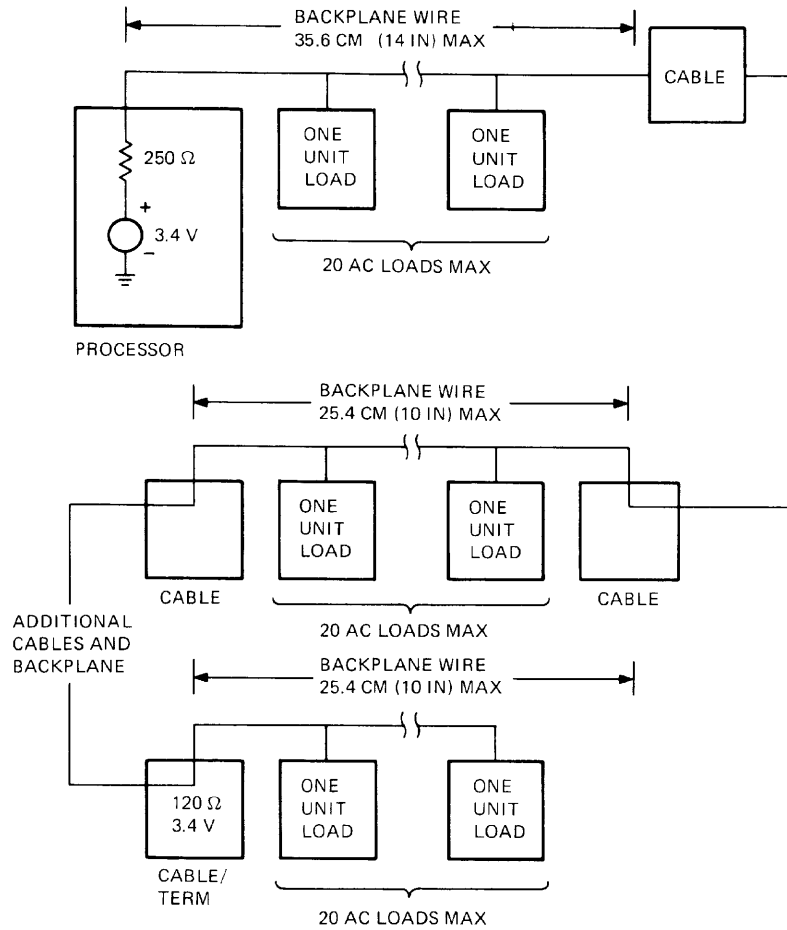 BACKPLANE WIRE
35.6 CM (14 IN) MAX
CABLE
ONE
UNIT
LOAD
ONE
UNIT
LOAD
250 Ω
+
3.4 V
−
20 AC LOADS MAX
PROCESSOR
BACKPLANE WIRE
25.4 CM (10 IN) MAX
ONE
UNIT
LOAD
ONE
UNIT
LOAD
CABLE
CABLE
20 AC LOADS MAX
ADDITIONAL
CABLES AND
BACKPLANE
BACKPLANE WIRE
25.4 CM (10 IN) MAX
120 Ω
3.4 V
ONE
UNIT
LOAD
ONE
UNIT
LOAD
CABLE/
TERM
20 AC LOADS MAX